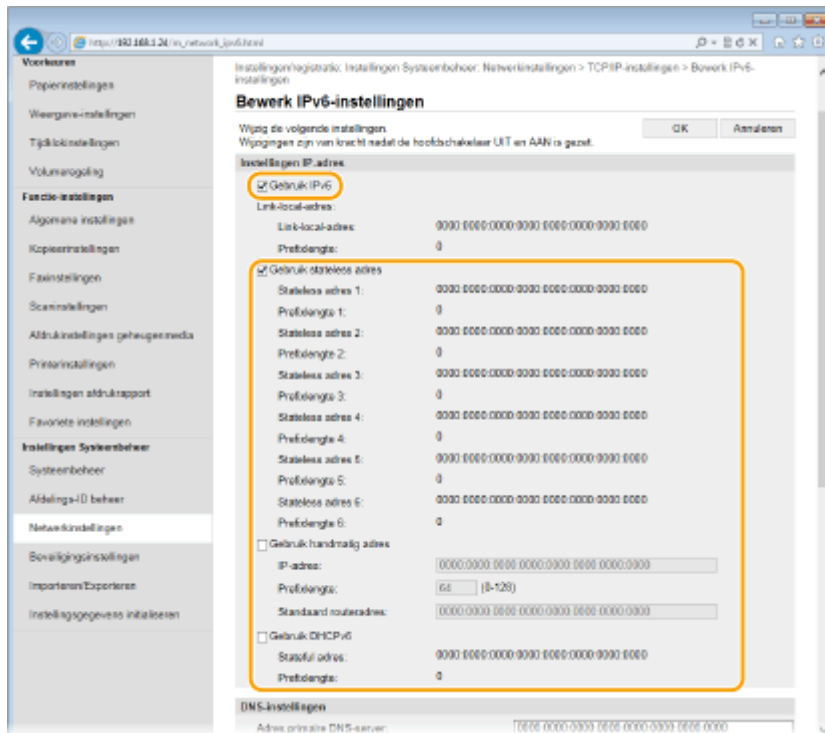 http://192.168.1.24/m_network_ipv6.html
Voorkeuren
Papierinstellingen
Weergave-instellingen
Tijdklokinstellingen
Volumeregeling
Functie-instellingen
Algemene instellingen
Kopieerinstellingen
Faxinstellingen
Scaninstellingen
Afdrukinstellingen geheugenmedia
Printerinstellingen
Instellingen afdrukrapport
Favoriete instellingen
Instellingen Systeembeheer
Systeembeheer
Afdelings-ID beheer
Netwerkinstellingen
Beveiligingsinstellingen
Importeren/Exporteren
Instellingsgegevens initialiseren
Instellingen/registratie: Instellingen Systeembeheer: Netwerkinstellingen > TCP/IP-instellingen > Bewerk IPv6-
instellingen
Bewerk IPv6-instellingen
Wijzig de volgende instellingen.
Wijzigingen zijn van kracht nadat de hoofdschakelaar UIT en AAN is gezet.
OK Annuleren
Instellingen IP-adres
Gebruik IPv6
Link-local-adres:
Link-local-adres: 0000:0000:0000:0000:0000:0000:0000:0000
Prefixlengte: 0
Gebruik stateless adres
Stateless adres 1: 0000:0000:0000:0000:0000:0000:0000:0000
Prefixlengte 1: 0
Stateless adres 2: 0000:0000:0000:0000:0000:0000:0000:0000
Prefixlengte 2: 0
Stateless adres 3: 0000:0000:0000:0000:0000:0000:0000:0000
Prefixlengte 3: 0
Stateless adres 4: 0000:0000:0000:0000:0000:0000:0000:0000
Prefixlengte 4: 0
Stateless adres 5: 0000:0000:0000:0000:0000:0000:0000:0000
Prefixlengte 5: 0
Stateless adres 6: 0000:0000:0000:0000:0000:0000:0000:0000
Prefixlengte 6: 0
Gebruik handmatig adres
IP-adres: 0000:0000:0000:0000:0000:0000:0000:0000
Prefixlengte: 64 (0-128)
Standaard routeradres: 0000:0000:0000:0000:0000:0000:0000:0000
Gebruik DHCPv6
Stateful adres: 0000:0000:0000:0000:0000:0000:0000:0000
Prefixlengte: 0
DNS-instellingen
Adres primaire DNS-server: 0000:0000:0000:0000:0000:0000:0000:0000